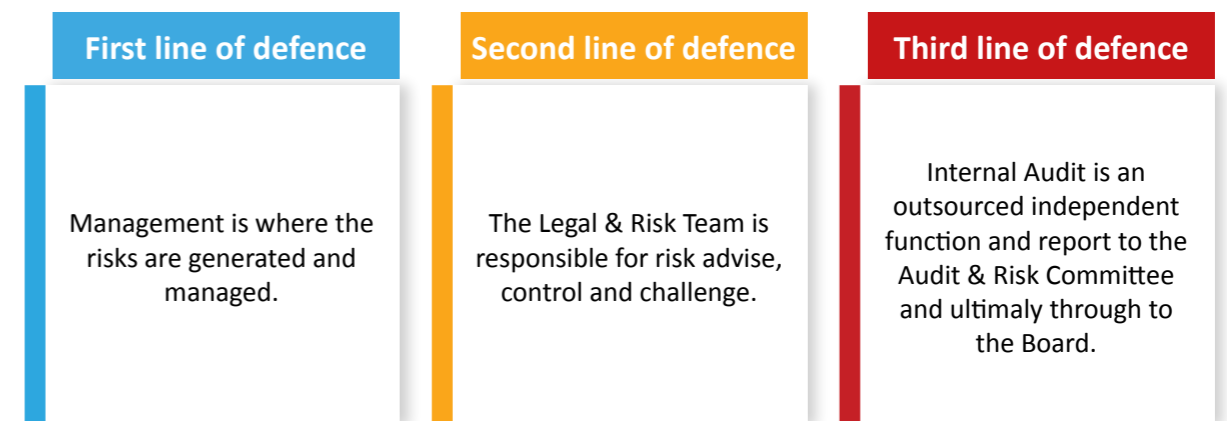 First line of defence
Management is where the
risks are generated and
managed.
Second line of defence
The Legal & Risk Team is
responsible for risk advise,
control and challenge.
Third line of defence
Internal Audit is an
outsourced independent
function and report to the
Audit & Risk Committee
and ultimaly through to
the Board.